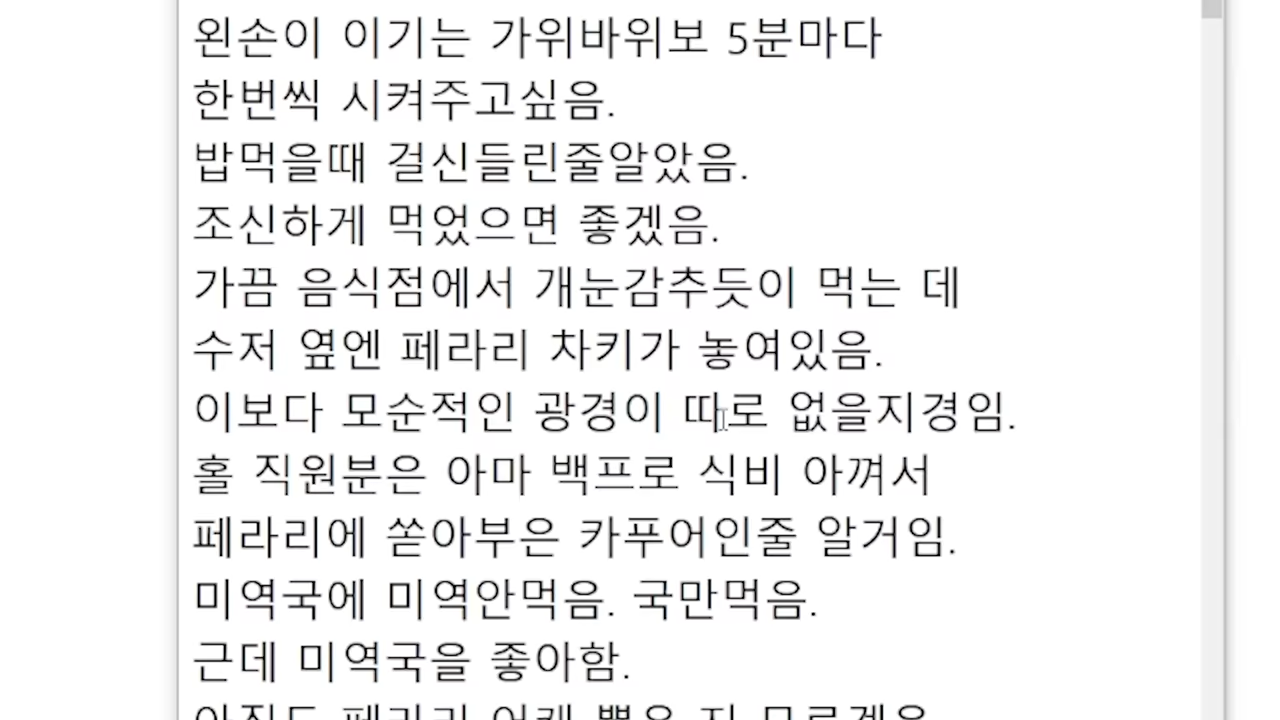 왼손이 이기는 가위바위보 5분마다
한번씩 시켜주고싶음.
밥먹을때 걸신들린줄알았음.
조신하게 먹었으면 좋겠음.
가끔 음식점에서 개눈감추듯이 먹는 데
수저 옆엔 페라리 차키가 놓여있음.
이보다 모순적인 광경이 따로 없을지경임.
홀 직원분은 아마 백프로 식비 아껴서
페라리에 쏟아부은 카푸어인줄 알거임.
미역국에 미역안먹음. 국만먹음.
근데 미역국을 좋아함.